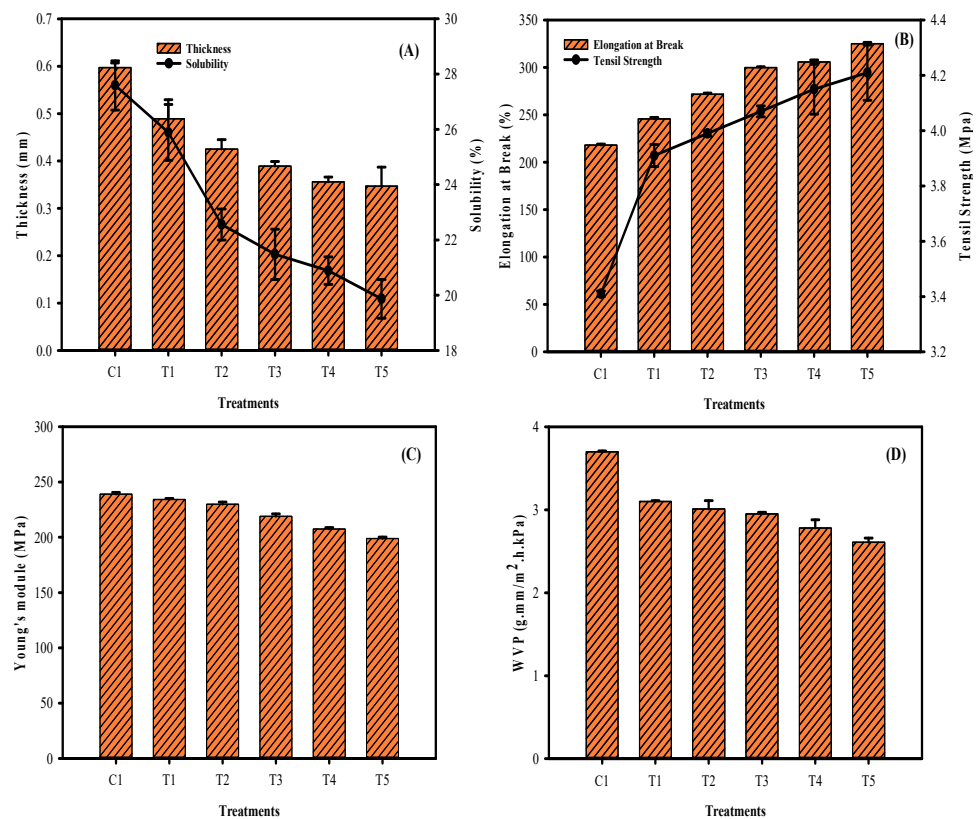 (A)
Thickness
Solubility
Thickness (mm)
0.7
0.6
0.5
0.4
0.3
0.2
0.1
0.0
Solubility (%)
30
28
26
24
22
20
18
C1 T1 T2 T3 T4 T5
Treatments
(B)
Elongation at Break
Tensil Strength
Elongation at Break (%)
350
300
250
200
150
100
50
0
Tensil Strength (Mpa)
4.4
4.2
4.0
3.8
3.6
3.4
3.2
C1 T1 T2 T3 T4 T5
Treatments
(C)
Young's module (MPa)
300
250
200
150
100
50
0
C1 T1 T2 T3 T4 T5
Treatments
(D)
WVP (g.mm/m².h.kPa)
4
3
2
1
0
C1 T1 T2 T3 T4 T5
Treatments